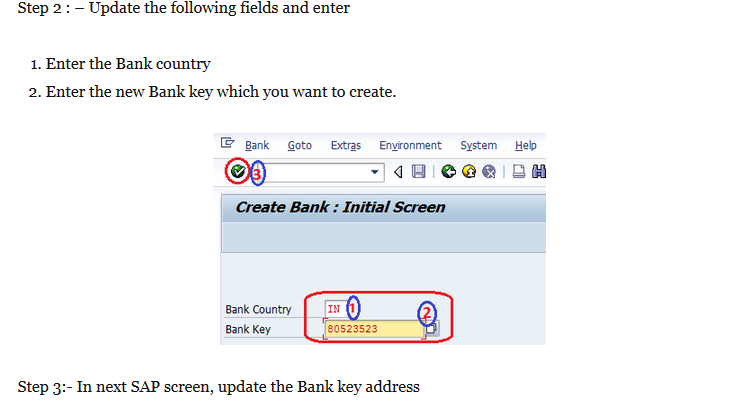 Step 2 : – Update the following fields and enter
1. Enter the Bank country
2. Enter the new Bank key which you want to create.
Bank Goto Extras Environment System Help
3
Create Bank : Initial Screen
Bank Country IN 1 2
Bank Key 80523523
Step 3:- In next SAP screen, update the Bank key address